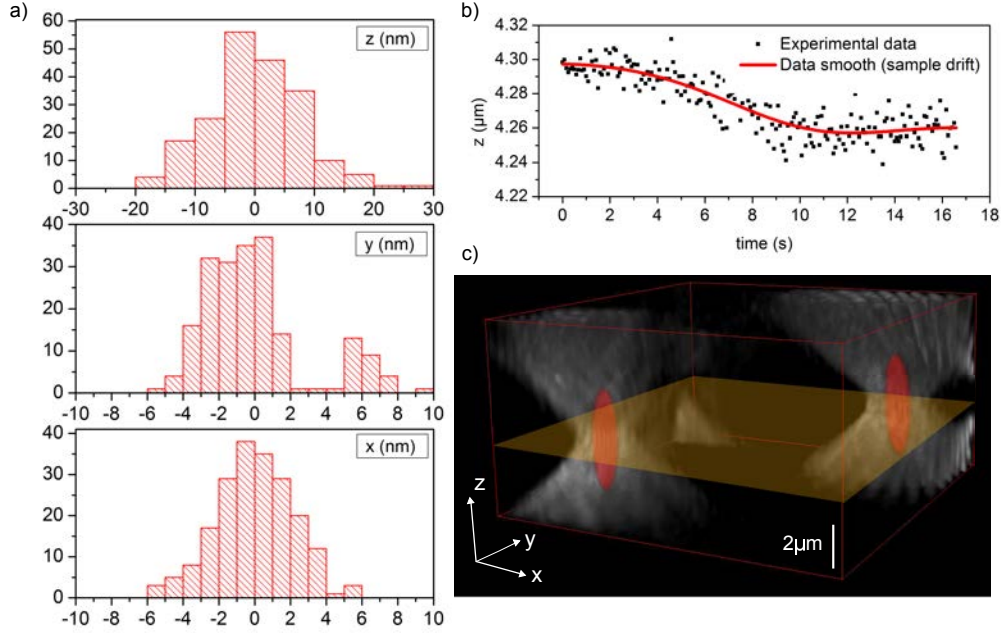 a)
z (nm)
60
50
40
30
20
10
0
-30 -20 -10 0 10 20 30
y (nm)
40
30
20
10
0
-10 -8 -6 -4 -2 0 2 4 6 8 10
x (nm)
40
30
20
10
0
-10 -8 -6 -4 -2 0 2 4 6 8 10
b)
4.30
4.28
4.26
4.24
4.22
z (µm)
Experimental data
Data smooth (sample drift)
0 2 4 6 8 10 12 14 16 18
time (s)
c)
z
y
x
2µm